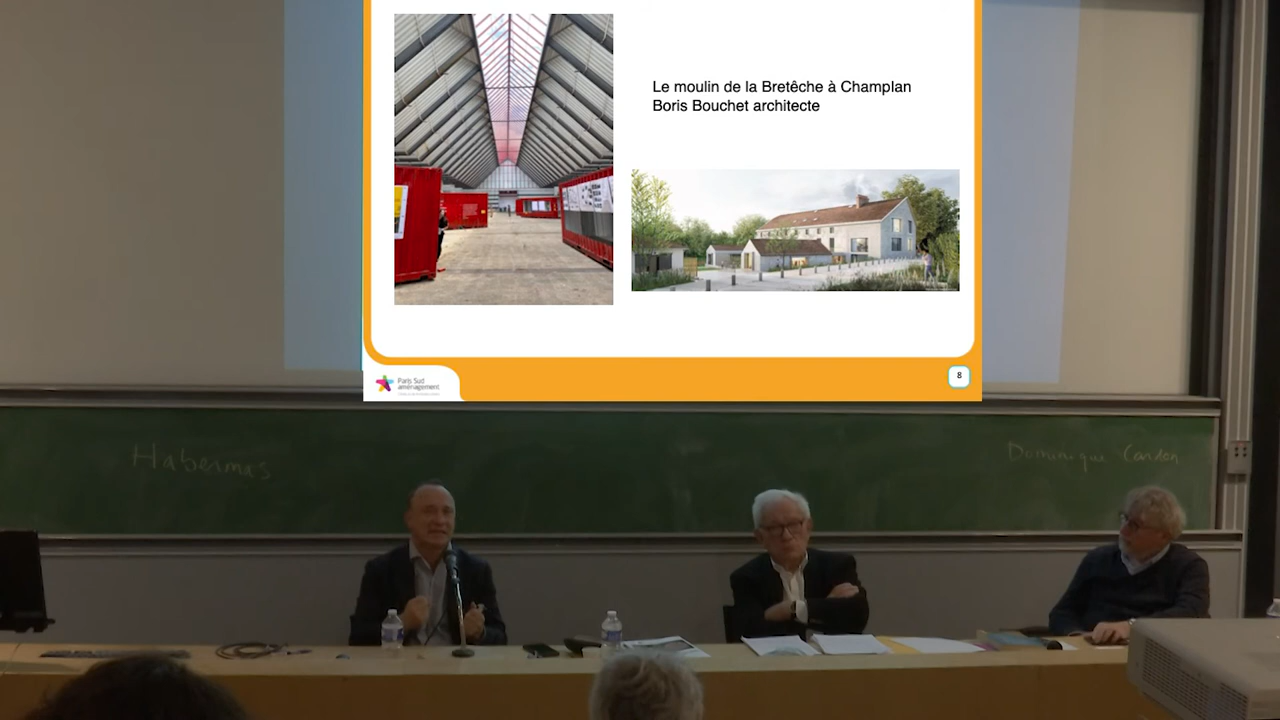 Le moulin de la Bretêche à Champlan
Boris Bouchet architecte
Paris Sud
aménagement
8
Habermas
Dominique Cardon